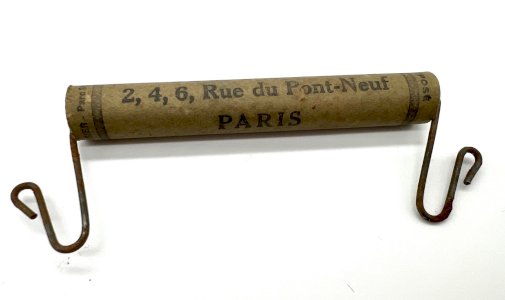 2, 4, 6, Rue du Pont-Neuf
PARIS